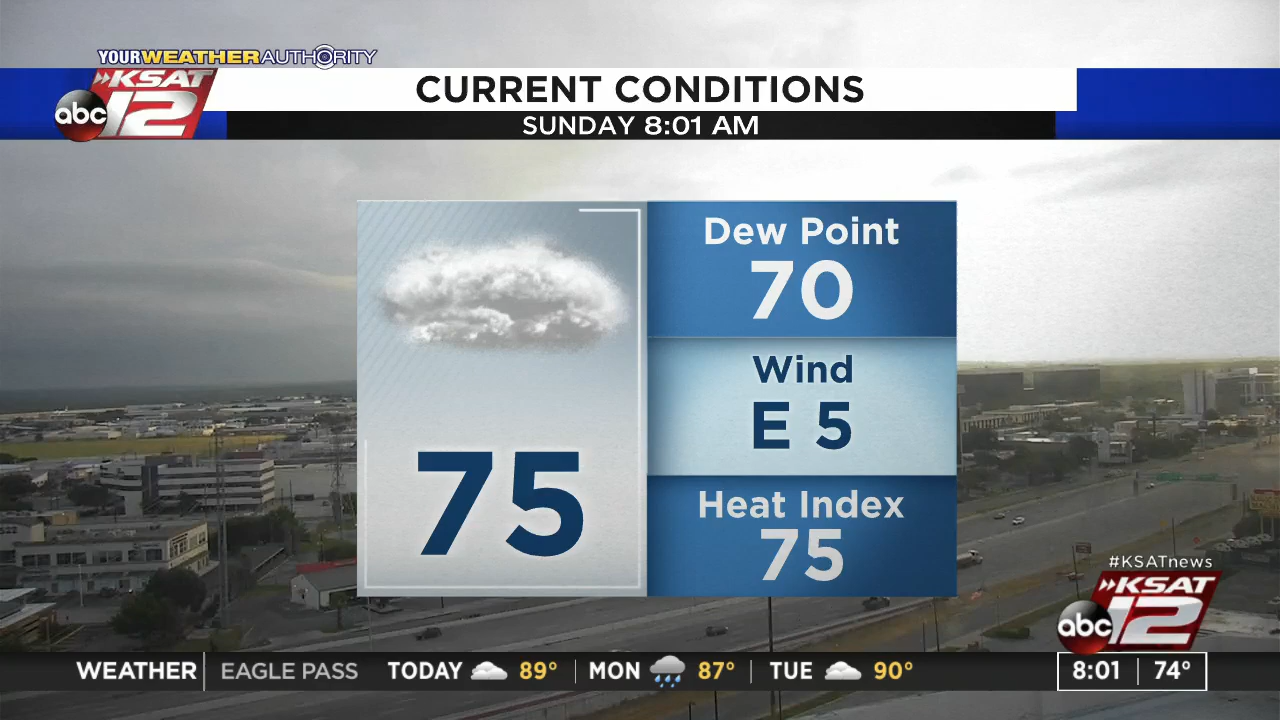 YOURWEATHERAUTHORITY
KSAT
abc 12
CURRENT CONDITIONS
SUNDAY 8:01 AM
Dew Point
70
Wind
E 5
75
Heat Index
75
#KSATnews
KSAT
abc 12
WEATHER EAGLE PASS TODAY 89° MON 87° TUE 90° 8:01 74°